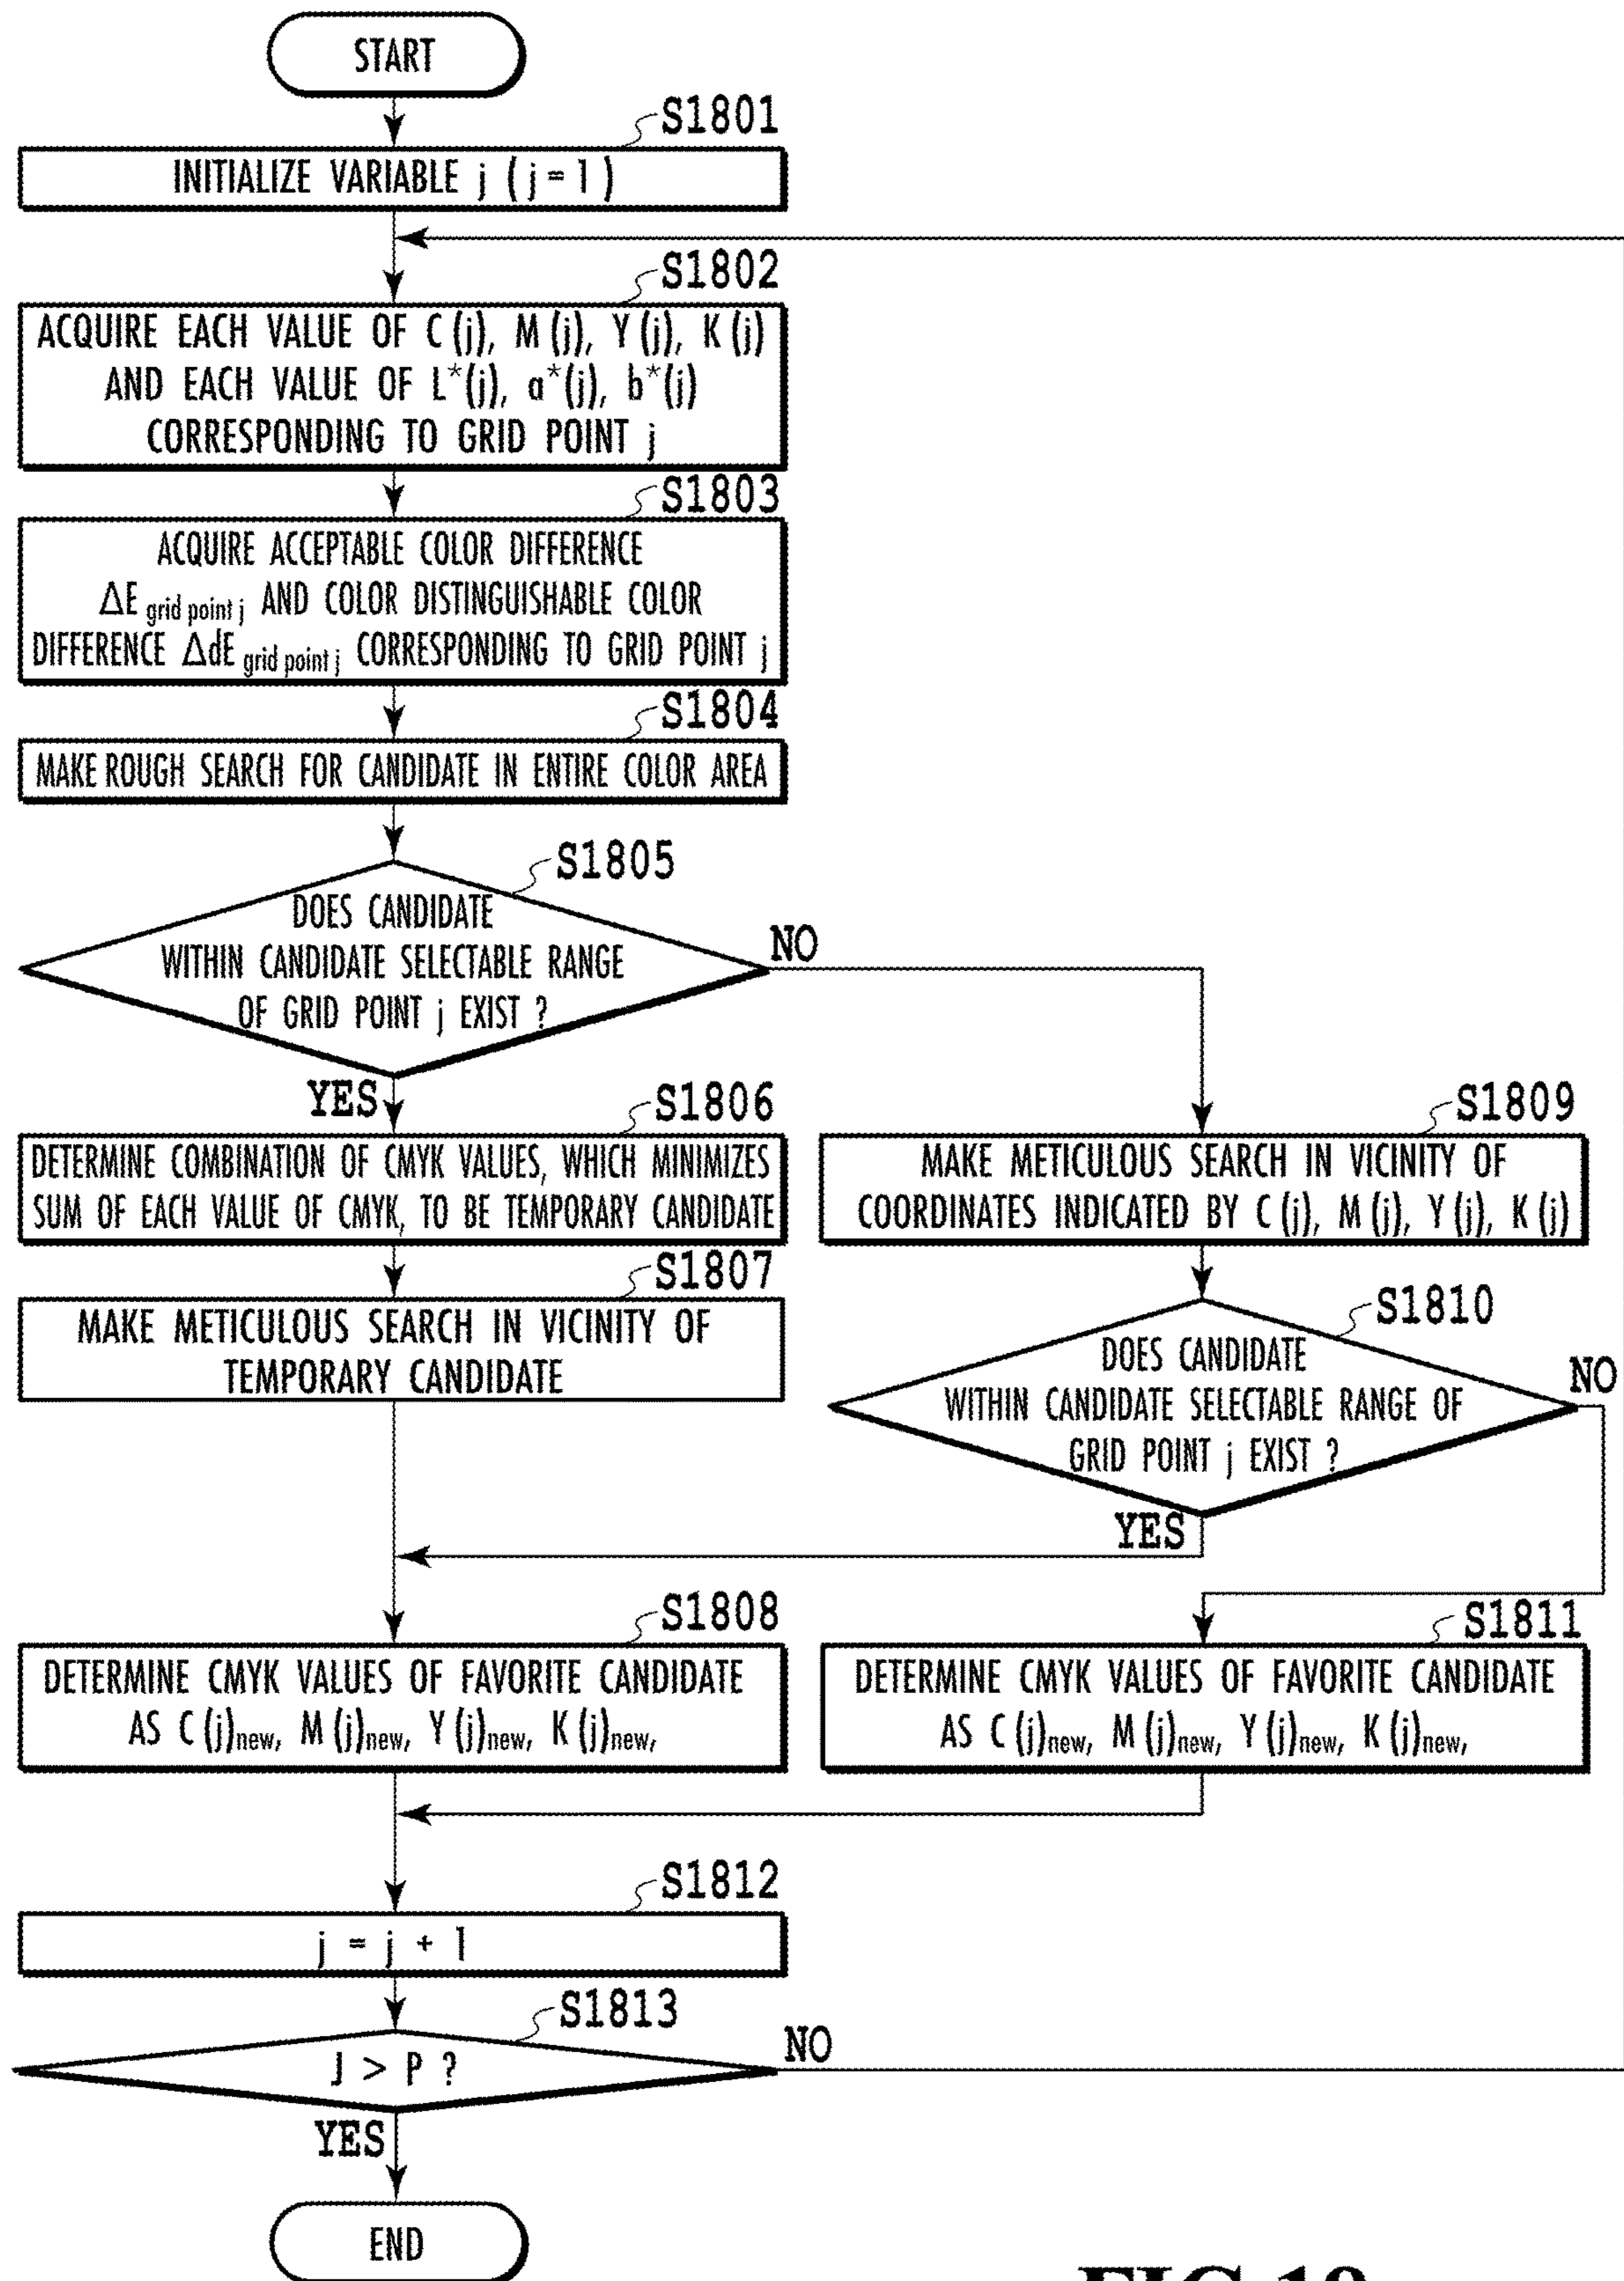 START
S1801
INITIALIZE VARIABLE j ( j = 1 )
S1802
ACQUIRE EACH VALUE OF C (j), M (j), Y (j), K (j)
AND EACH VALUE OF L*(j), a*(j), b*(j)
CORRESPONDING TO GRID POINT j
S1803
ACQUIRE ACCEPTABLE COLOR DIFFERENCE
ΔE grid point j AND COLOR DISTINGUISHABLE COLOR
DIFFERENCE ΔdE grid point j CORRESPONDING TO GRID POINT j
S1804
MAKE ROUGH SEARCH FOR CANDIDATE IN ENTIRE COLOR AREA
S1805
DOES CANDIDATE
WITHIN CANDIDATE SELECTABLE RANGE
OF GRID POINT j EXIST ?
NO
YES
S1806
DETERMINE COMBINATION OF CMYK VALUES, WHICH MINIMIZES
SUM OF EACH VALUE OF CMYK, TO BE TEMPORARY CANDIDATE
S1807
MAKE METICULOUS SEARCH IN VICINITY OF
TEMPORARY CANDIDATE
S1809
MAKE METICULOUS SEARCH IN VICINITY OF
COORDINATES INDICATED BY C (j), M (j), Y (j), K (j)
S1810
DOES CANDIDATE
WITHIN CANDIDATE SELECTABLE RANGE OF
GRID POINT j EXIST ?
NO
YES
S1808
DETERMINE CMYK VALUES OF FAVORITE CANDIDATE
AS C (j)new, M (j)new, Y (j)new, K (j)new,
S1811
DETERMINE CMYK VALUES OF FAVORITE CANDIDATE
AS C (j)new, M (j)new, Y (j)new, K (j)new,
S1812
j = j + 1
S1813
J > P ?
NO
YES
END